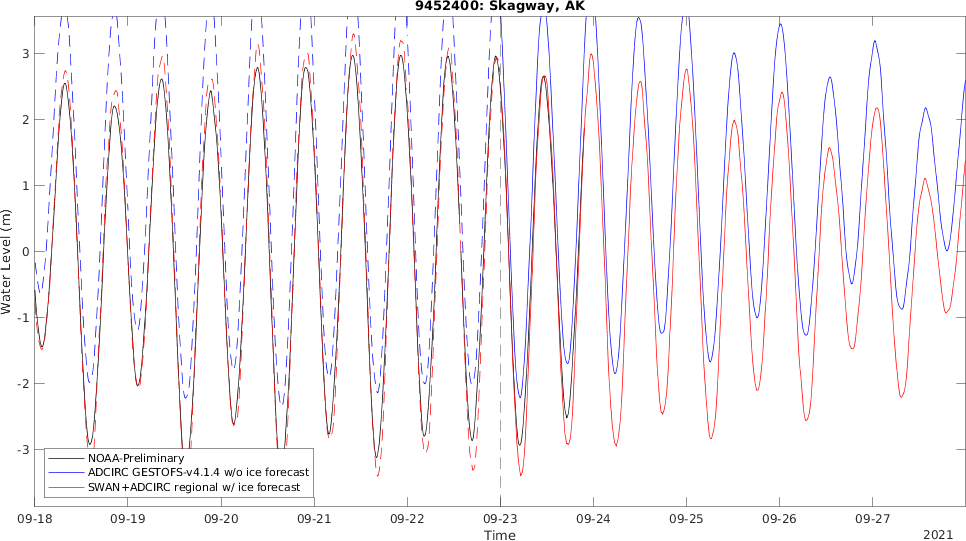 9452400: Skagway, AK
3
2
1
0
-1
-2
-3
Water Level (m)
NOAA-Preliminary
ADCIRC GESTOFS-v4.1.4 w/o ice forecast
SWAN+ADCIRC regional w/ ice forecast
09-18 09-19 09-20 09-21 09-22 09-23 09-24 09-25 09-26 09-27
Time
2021